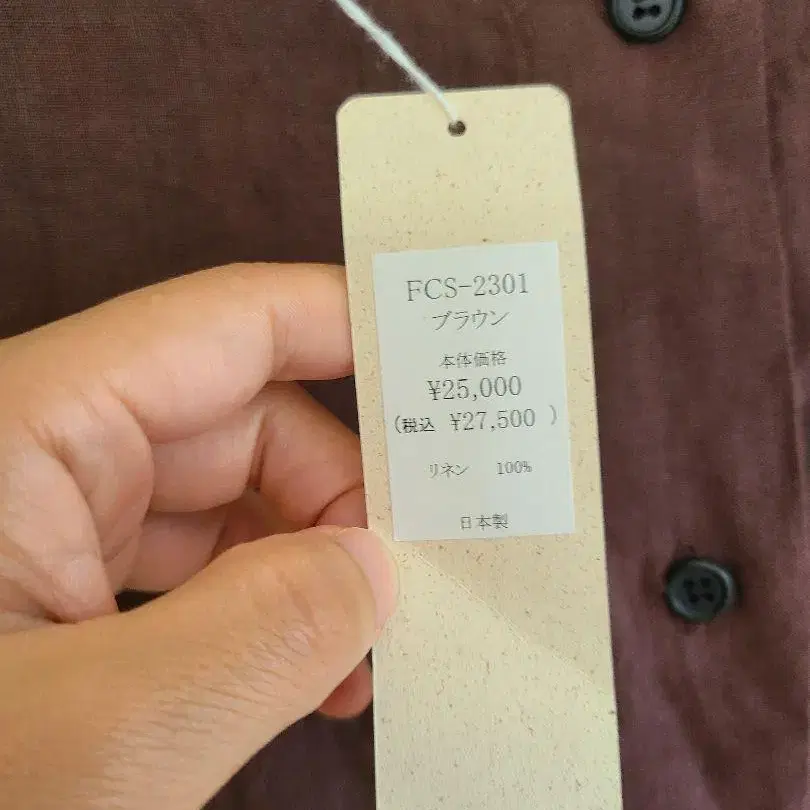 FCS-2301
ブラウン
本体価格
¥25,000
(税込 ¥27,500 )
リネン 100%
日本製